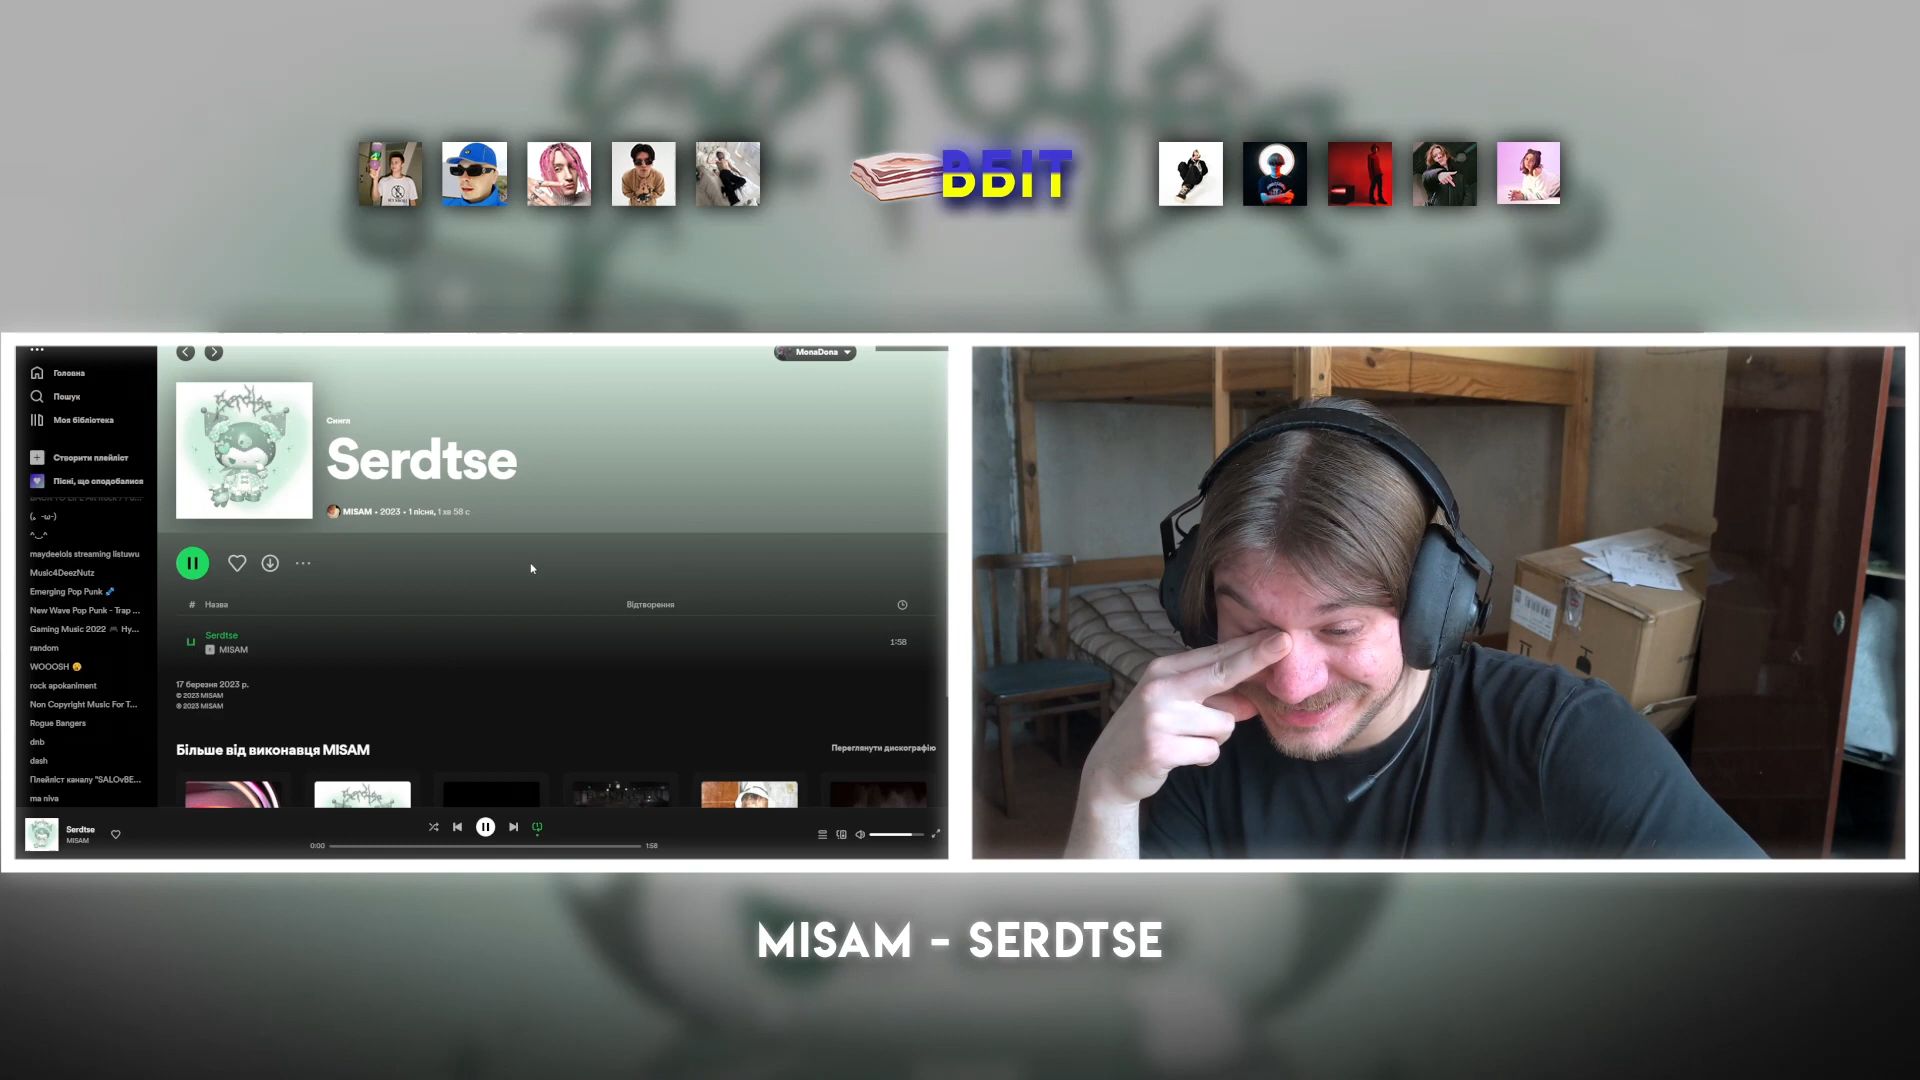 ВБІТ
MonaDona
Головна
Пошук
Моя бібліотека
Створити плейліст
Пісні, що сподобалися
(｡ -ω-)
^‿^
maydeelols streaming listuwu
Music4DeezNutz
Emerging Pop Punk
New Wave Pop Punk - Trap ...
Gaming Music 2022 🎮 Hy...
random
WOOOSH 😮
rock apokaniment
Non Copyright Music For T...
Rogue Bangers
dnb
dash
Плейліст каналу "SALOvBE...
ma niva
Serdtse
Сингл
Serdtse
MISAM • 2023 • 1 пісня, 1 хв 58 с
# Назва Відтворення
Serdtse
MISAM
1:58
17 березня 2023 р.
© 2023 MISAM
℗ 2023 MISAM
Більше від виконавця MISAM
Переглянути дискографію
Serdtse
MISAM
0:00
1:58
MISAM - SERDTSE